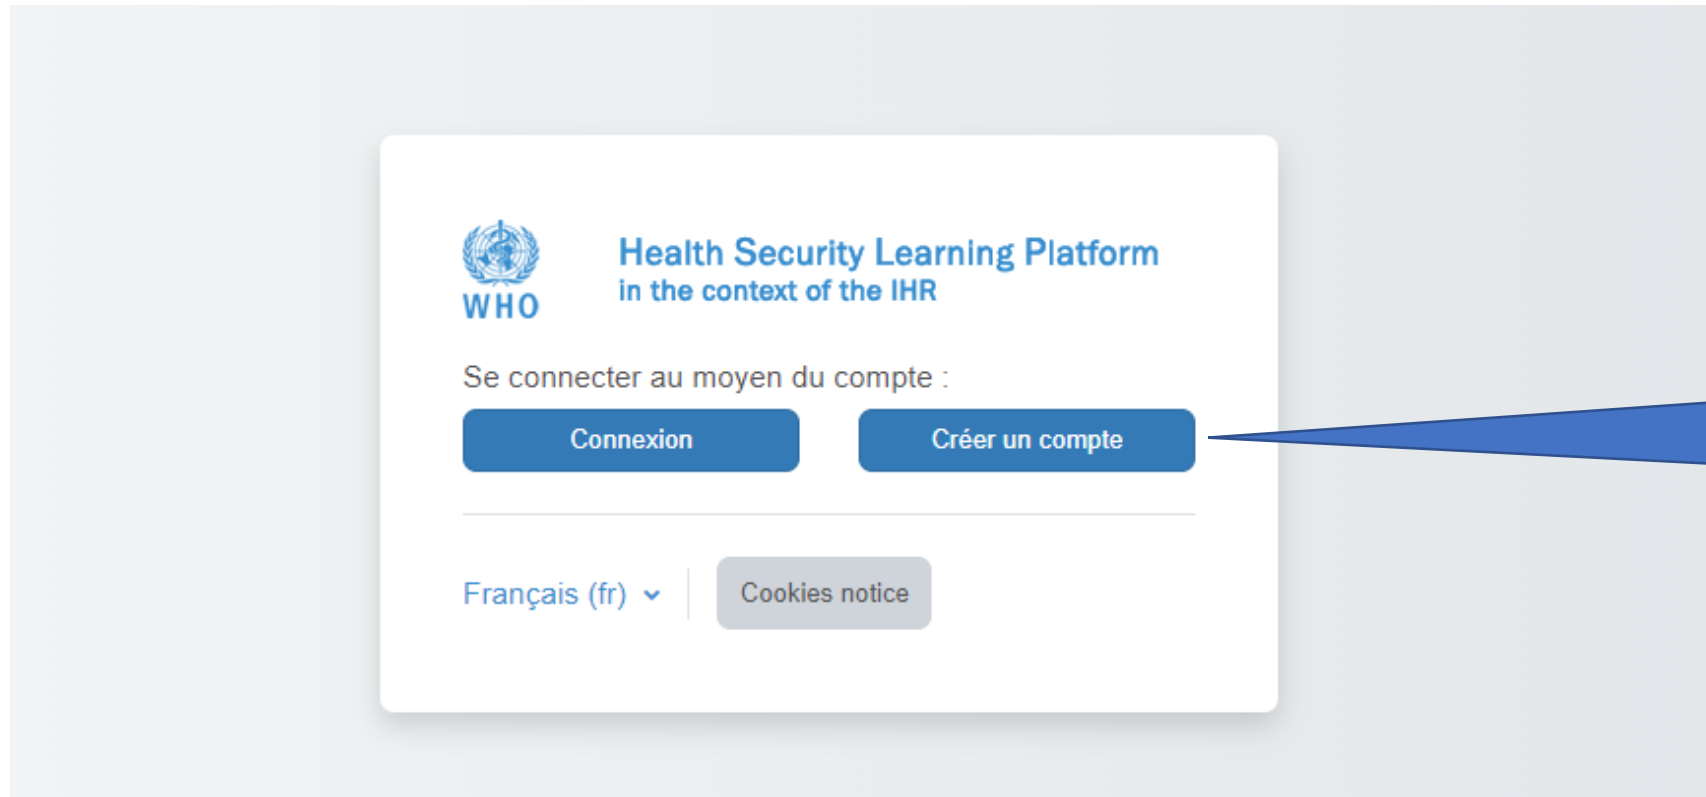 Health Security Learning Platform
in the context of the IHR
WHO
Se connecter au moyen du compte :
Connexion
Créer un compte
Français (fr)
Cookies notice